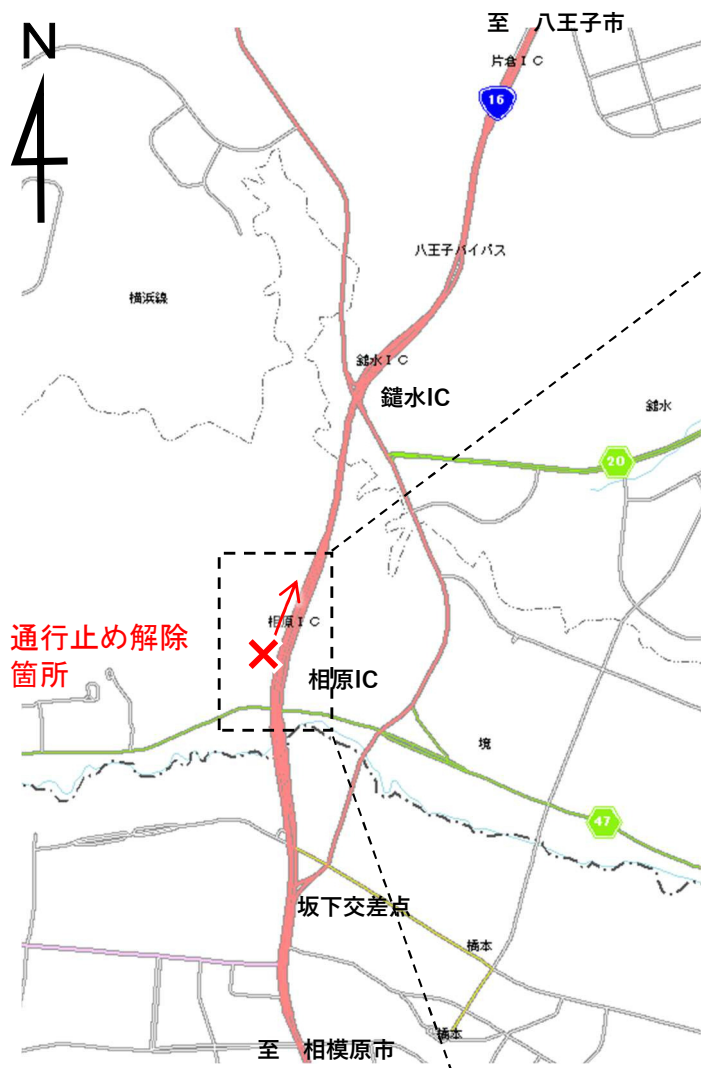 至　八王子市
N
片倉ＩＣ
16
八王子バイパス
横浜線
鑓水ＩＣ
鑓水IC
鑓水
20
相原ＩＣ
通行止め解除
箇所
相原IC
境
47
坂下交差点
橋本
橋本
至　相模原市